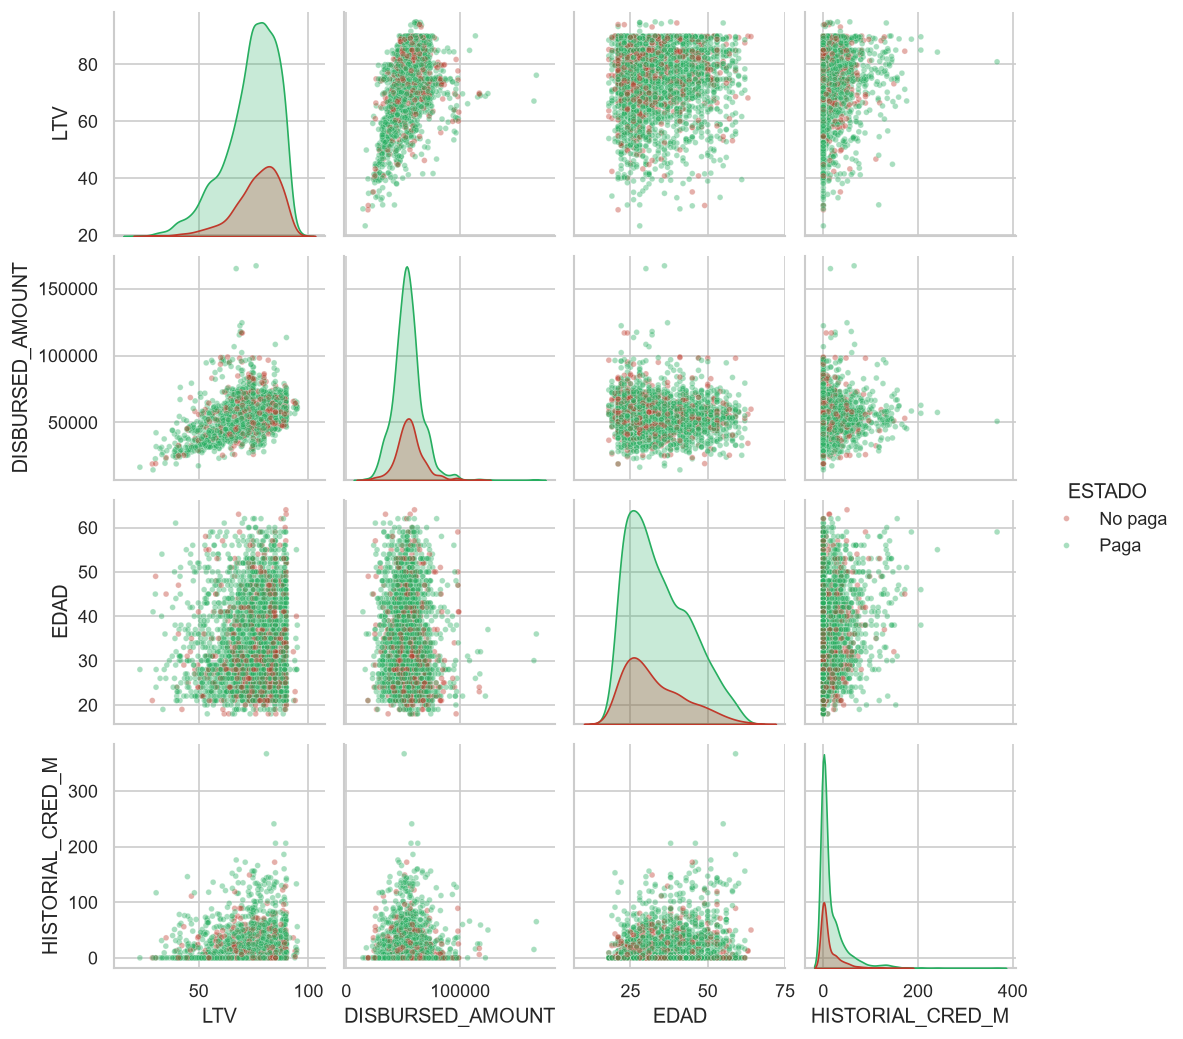 LTV
80
60
40
20
DISBURSED_AMOUNT
150000
100000
50000
EDAD
60
50
40
30
20
HISTORIAL_CRED_M
300
200
100
0
50 100
LTV
0 100000
DISBURSED_AMOUNT
25 50 75
EDAD
0 200 400
HISTORIAL_CRED_M
ESTADO
No paga
Paga